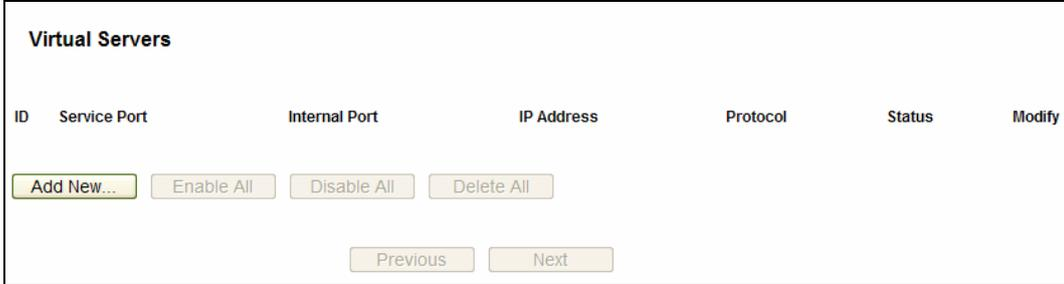 Virtual Servers
ID Service Port Internal Port IP Address Protocol Status Modify
Add New... Enable All Disable All Delete All
Previous Next